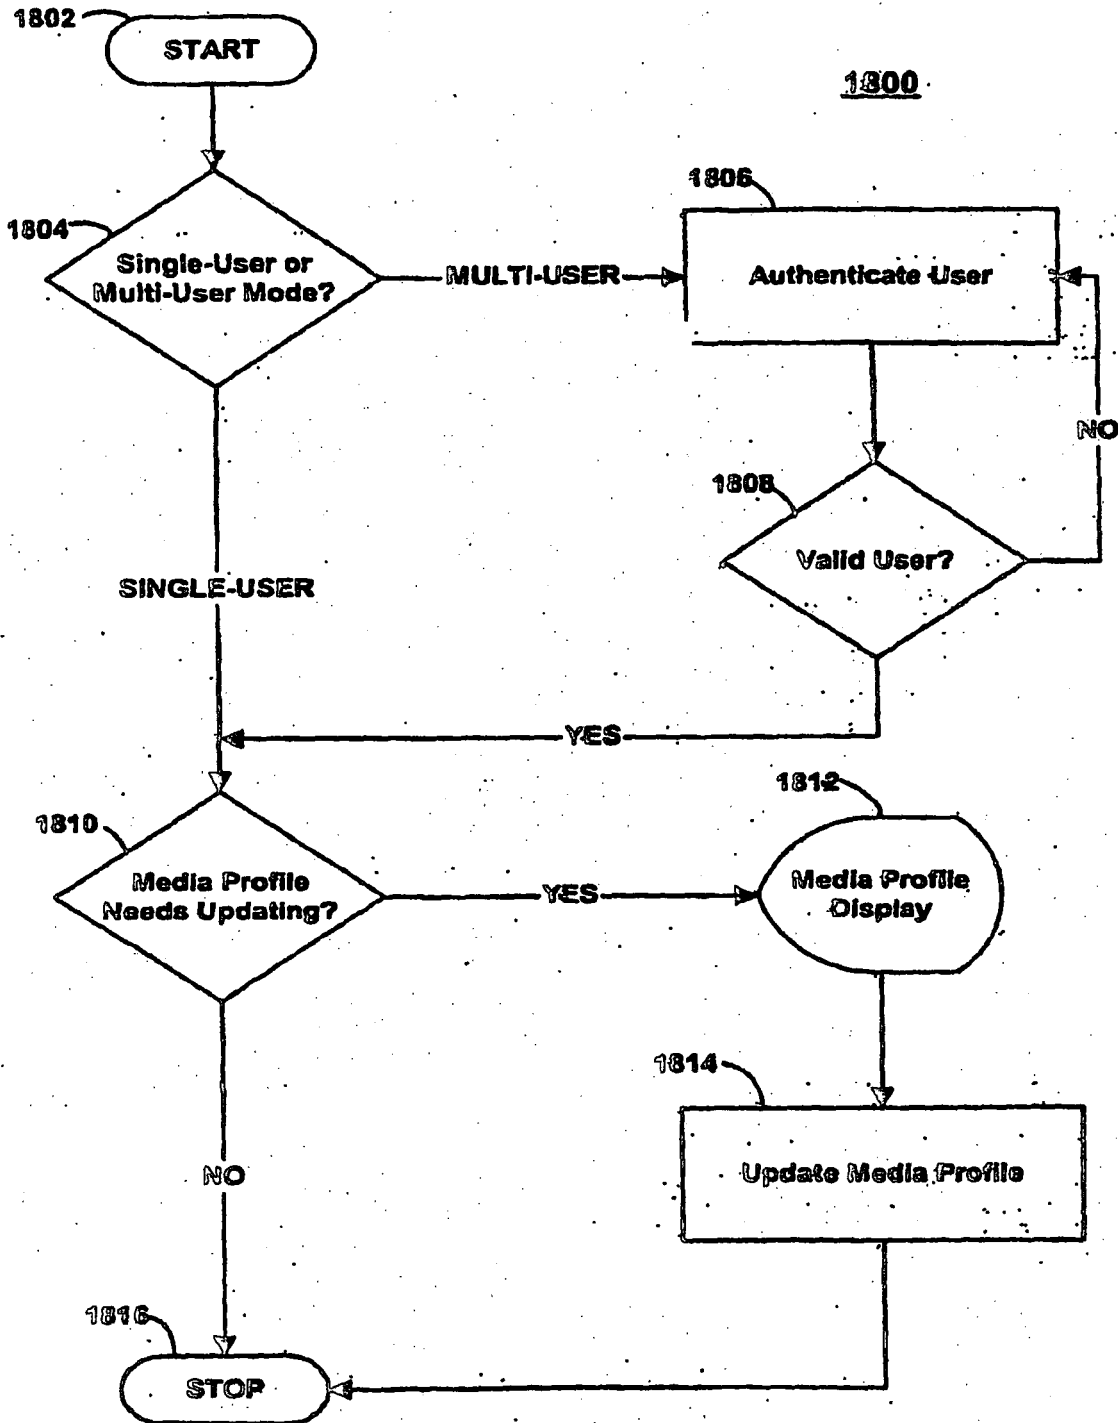 1802
START
1800
1806
1804
Single-User or
Multi-User Mode?
MULTI-USER
Authenticate User
NO
1808
Valid User?
SINGLE-USER
YES
1812
1810
Media Profile
Needs Updating?
YES
Media Profile
Display
1814
NO
Update Media Profile
1816
STOP